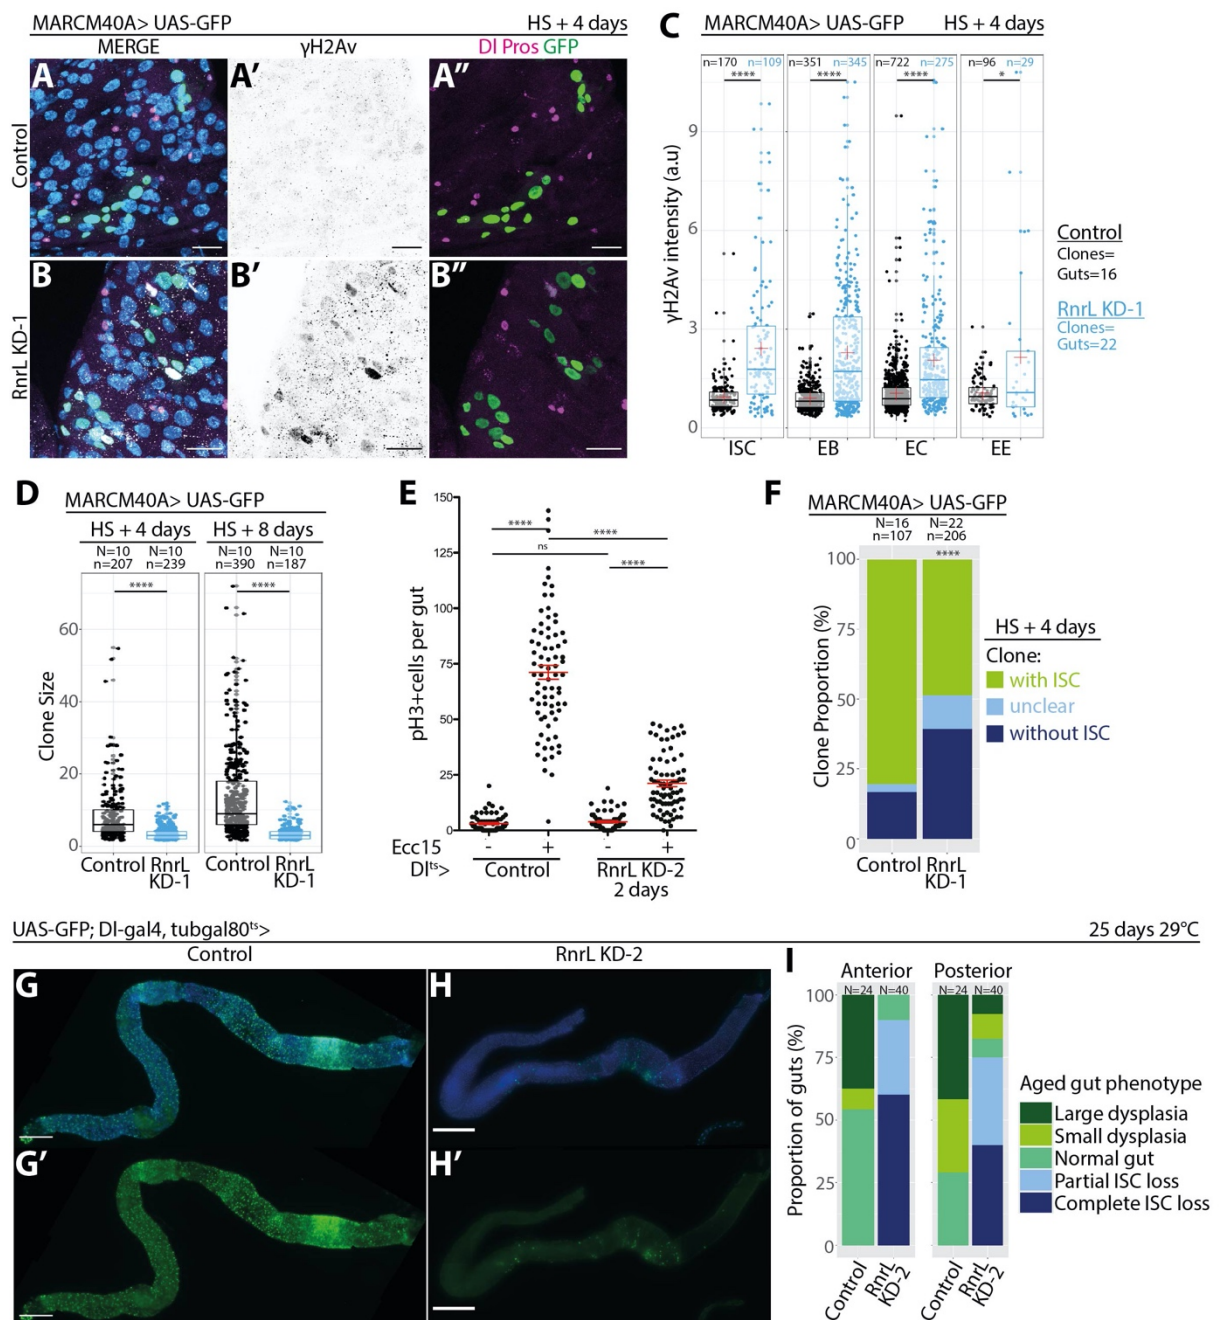 MARCM40A> UAS-GFP HS + 4 days
MERGE γH2Av Dl Pros GFP
A A′ A″
Control
B B′ B″
RnrL KD-1
C MARCM40A> UAS-GFP HS + 4 days
n=170 n=109 n=351 n=345 n=722 n=275 n=96 n=29
**** **** **** *
γH2Av intensity (a.u)
9
6
3
0
ISC EB EC EE
Control
Clones=
Guts=16
RnrL KD-1
Clones=
Guts=22
D MARCM40A> UAS-GFP
HS + 4 days HS + 8 days
N=10 N=10 N=10 N=10
n=207 n=239 n=390 n=187
**** ****
Clone Size
60
40
20
0
Control RnrL Control RnrL
KD-1 KD-1
E
pH3+cells per gut
150
125
100
75
50
25
0
**** ****
ns
****
Ecc15 - + - +
Dlts> Control RnrL KD-2
2 days
F MARCM40A> UAS-GFP
N=16 N=22
n=107 n=206
****
Clone Proportion (%)
100
75
50
25
0
Control RnrL
KD-1
HS + 4 days
Clone:
with ISC
unclear
without ISC
UAS-GFP; Dl-gal4, tubgal80ts> 25 days 29°C
Control RnrL KD-2
G H
G′ H′
I Anterior Posterior
N=24 N=40 N=24 N=40
Proportion of guts (%)
100
75
50
25
0
Control RnrL Control RnrL
KD-2 KD-2
Aged gut phenotype
Large dysplasia
Small dysplasia
Normal gut
Partial ISC loss
Complete ISC loss